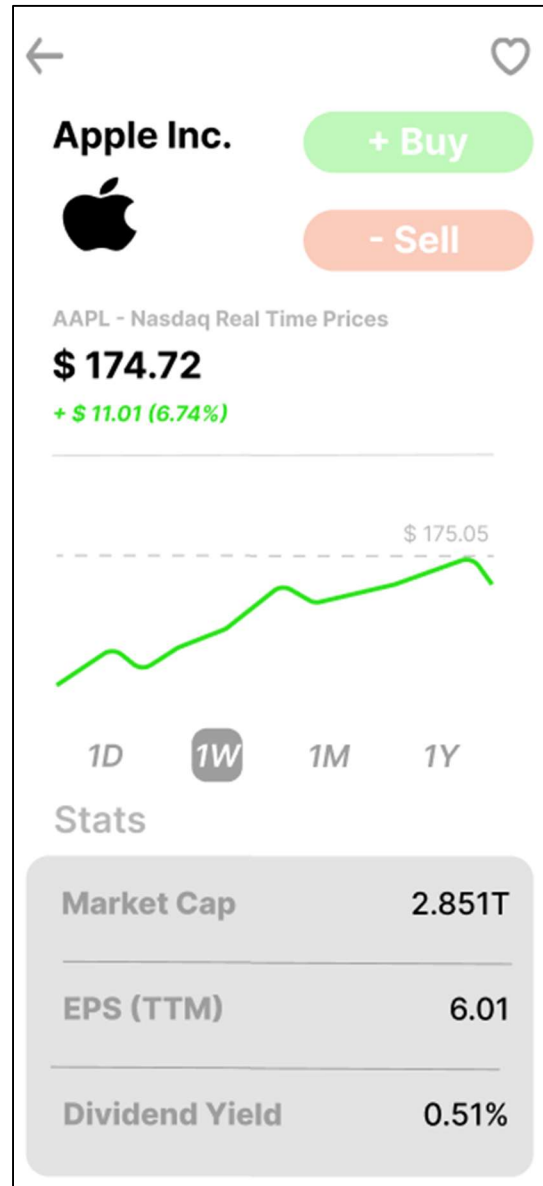 Apple Inc.
+ Buy
- Sell
AAPL - Nasdaq Real Time Prices
$ 174.72
+ $ 11.01 (6.74%)
$ 175.05
1D 1W 1M 1Y
Stats
Market Cap 2.851T
EPS (TTM) 6.01
Dividend Yield 0.51%